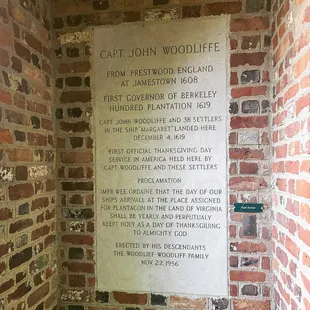 CAPT. JOHN WOODLIFFE
FROM PRESTWOOD, ENGLAND
AT JAMESTOWN 1608
FIRST GOVERNOR OF BERKELEY
HUNDRED PLANTATION 1619
CAPT. JOHN WOODLIFFE AND 38 SETTLERS
IN THE SHIP "MARGARET" LANDED HERE
DECEMBER 4, 1619
FIRST OFFICIAL THANKSGIVING DAY
SERVICE IN AMERICA HELD HERE BY
CAPT WOODLIFFE AND THESE SETTLERS
PROCLAMATION
IMPR WEE ORDAINE THAT THE DAY OF OUR
SHIPS ARRIVAL AT THE PLACE ASSIGNED
FOR PLANTACON IN THE LAND OF VIRGINIA
SHALL BE YEARLY AND PERPUTUALY
KEPT HOLY AS A DAY OF THANKSGIVING
TO ALMIGHTY GOD
ERECTED BY HIS DESCENDANTS
THE WOODLIEF WOODLIFF FAMILY
NOV. 22, 1956